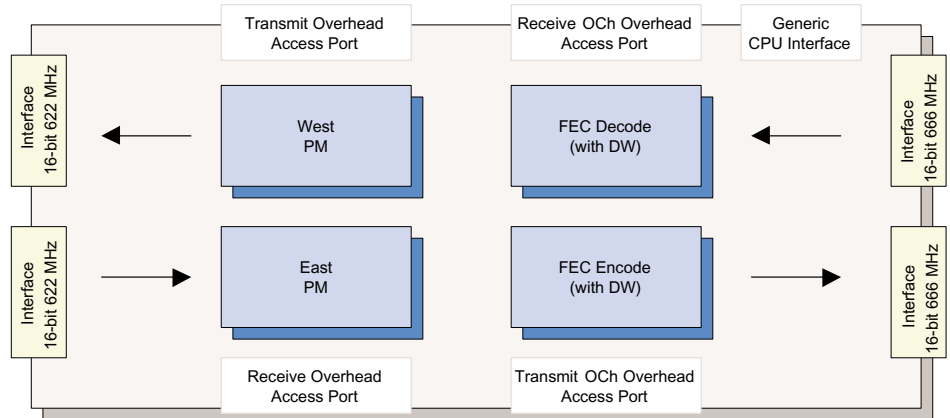 Transmit Overhead
Access Port
Receive OCh Overhead
Access Port
Generic
CPU Interface
Interface
16-bit 622 MHz
West
PM
FEC Decode
(with DW)
Interface
16-bit 666 MHz
Interface
16-bit 622 MHz
East
PM
FEC Encode
(with DW)
Interface
16-bit 666 MHz
Receive Overhead
Access Port
Transmit OCh Overhead
Access Port